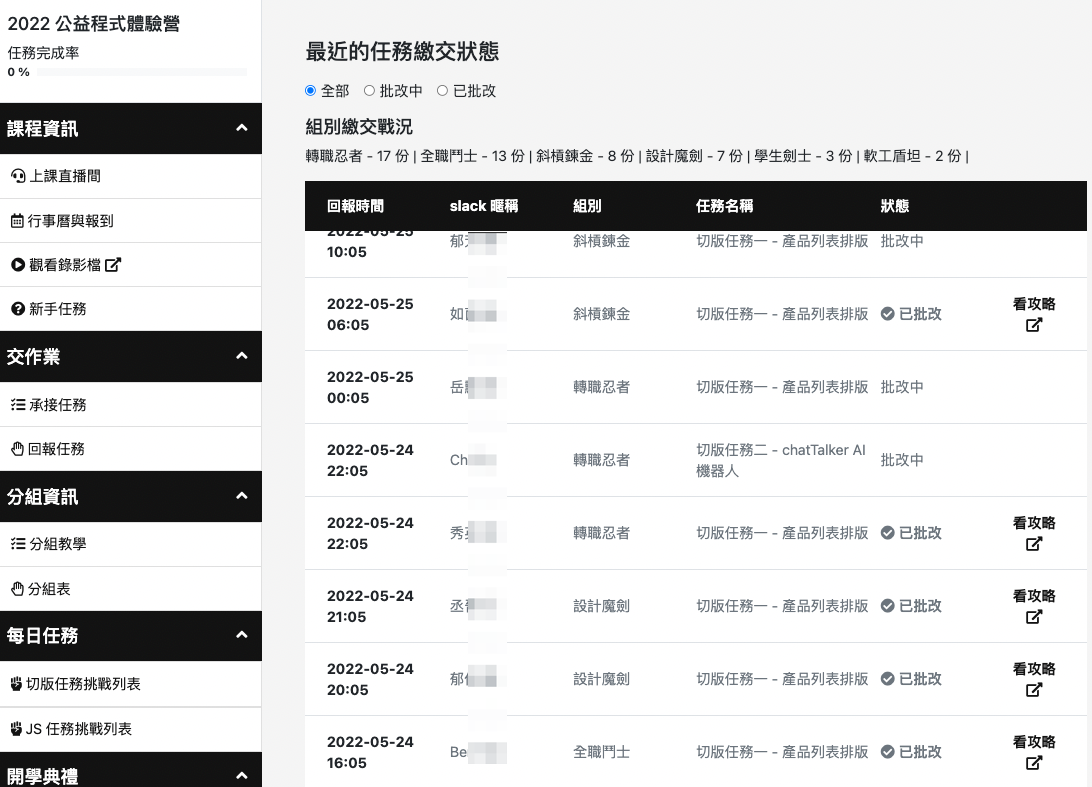 2022 公益程式體驗營
任務完成率
0 %
課程資訊
上課直播間
行事曆與報到
觀看錄影檔
新手任務
交作業
承接任務
回報任務
分組資訊
分組教學
分組表
每日任務
切版任務挑戰列表
JS 任務挑戰列表
開學典禮
最近的任務繳交狀態
全部 批改中 已批改
組別繳交戰況
轉職忍者 - 17 份 | 全職鬥士 - 13 份 | 斜槓鍊金 - 8 份 | 設計魔劍 - 7 份 | 學生劍士 - 3 份 | 軟工盾坦 - 2 份 |
回報時間 slack 暱稱 組別 任務名稱 狀態
2022-05-25
10:05
郁 斜槓鍊金 切版任務一 - 產品列表排版 批改中
2022-05-25
06:05
如 斜槓鍊金 切版任務一 - 產品列表排版 已批改 看攻略
2022-05-25
00:05
岳 轉職忍者 切版任務一 - 產品列表排版 批改中
2022-05-24
22:05
Ch 轉職忍者 切版任務二 - chatTalker AI
機器人 批改中
2022-05-24
22:05
秀 轉職忍者 切版任務一 - 產品列表排版 已批改 看攻略
2022-05-24
21:05
丞 設計魔劍 切版任務一 - 產品列表排版 已批改 看攻略
2022-05-24
20:05
郁 設計魔劍 切版任務一 - 產品列表排版 已批改 看攻略
2022-05-24
16:05
Be 全職鬥士 切版任務一 - 產品列表排版 已批改 看攻略